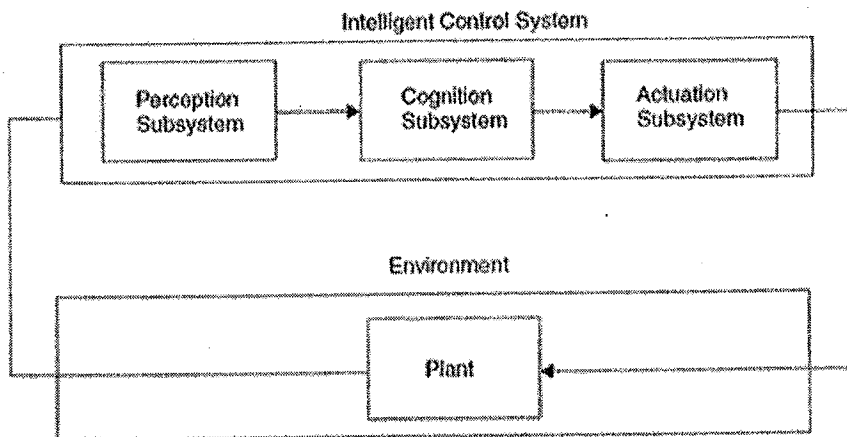 Intelligent Control System
Perception
Subsystem
Cognition
Subsystem
Actuation
Subsystem
Environment
Plant